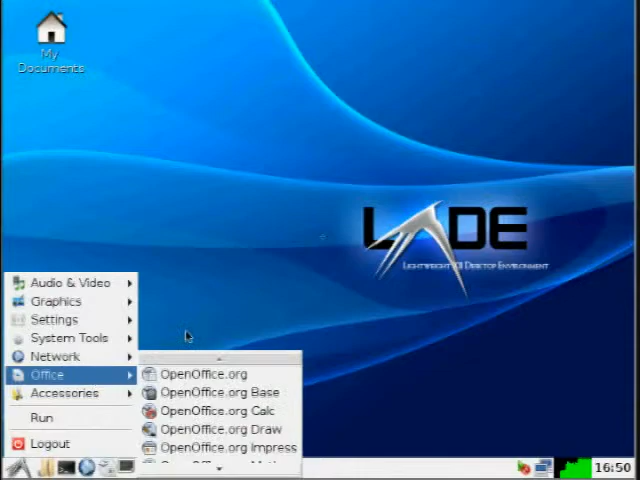 My
Documents
LXDE
LIGHTWEIGHT X11 DESKTOP ENVIRONMENT
Audio & Video
Graphics
Settings
System Tools
Network
Office
Accessories
Run
Logout
OpenOffice.org
OpenOffice.org Base
OpenOffice.org Calc
OpenOffice.org Draw
OpenOffice.org Impress
16:50